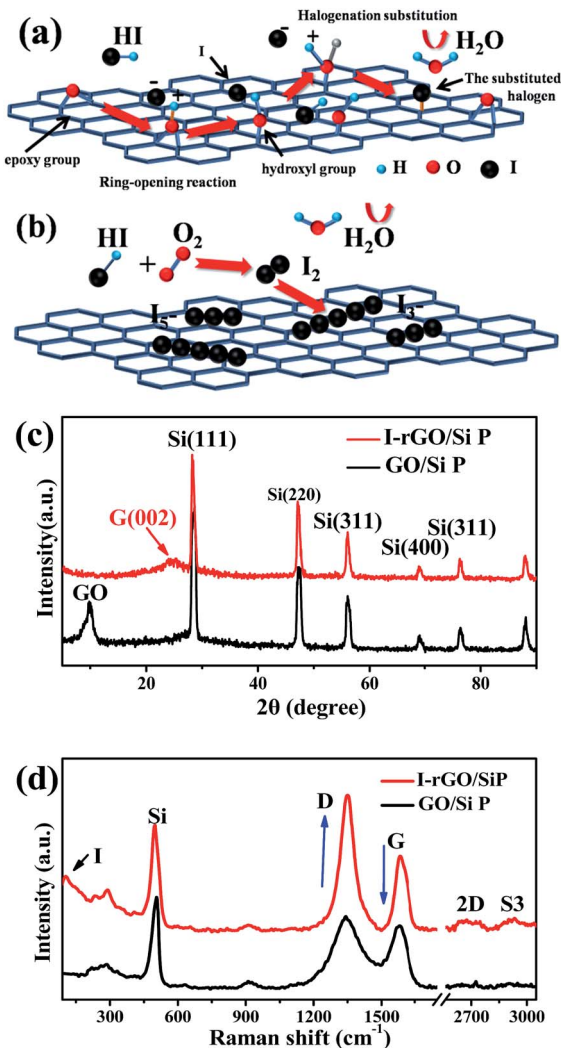 (a)
HI
Halogenation substitution
-
+
H2O
I
The substituted
halogen
- +
epoxy group
hydroxyl group
Ring-opening reaction
H O I
(b)
HI + O2
I2
H2O
I5-
I3-
(c)
Si(111)
I-rGO/Si P
GO/Si P
G(002)
Si(220)
Si(311)
Si(400)
Si(311)
GO
Intensity(a.u.)
20 40 60 80
2θ (degree)
(d)
I-rGO/SiP
GO/Si P
D
Si
G
I
2D S3
Intensity (a.u.)
300 600 900 1200 1500 2700 3000
Raman shift (cm-1)